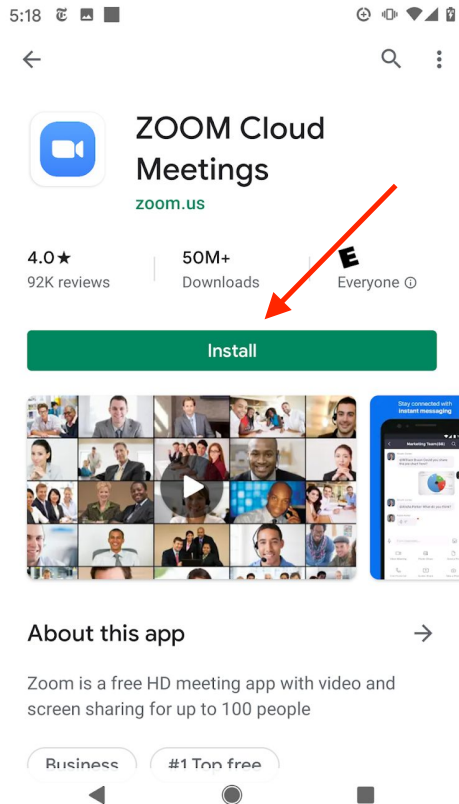 5:18
ZOOM Cloud
Meetings
zoom.us
4.0★
50M+
E
92K reviews
Downloads
Everyone
Install
Stay connected with
instant messaging
About this app
Zoom is a free HD meeting app with video and
screen sharing for up to 100 people
Business
#1 Top free